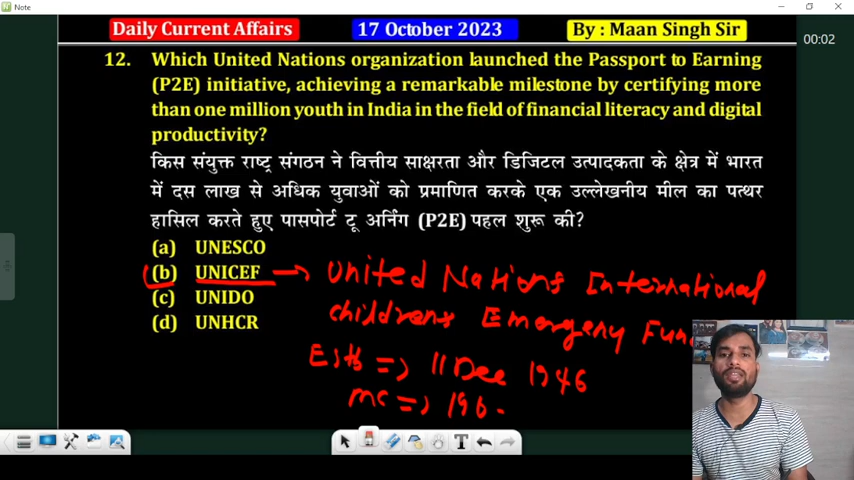 Note
Daily Current Affairs
17 October 2023
By : Maan Singh Sir
00:02
12. Which United Nations organization launched the Passport to Earning
(P2E) initiative, achieving a remarkable milestone by certifying more
than one million youth in India in the field of financial literacy and digital
productivity?
किस संयुक्त राष्ट्र संगठन ने वित्तीय साक्षरता और डिजिटल उत्पादकता के क्षेत्र में भारत
में दस लाख से अधिक युवाओं को प्रमाणित करके एक उल्लेखनीय मील का पत्थर
हासिल करते हुए पासपोर्ट टू अर्निंग (P2E) पहल शुरू की?
(a) UNESCO
(b) UNICEF → United Nations International
childrens Emergency Fun
(c) UNIDO
(d) UNHCR
Estb => 11 Dec 1946
=> 196